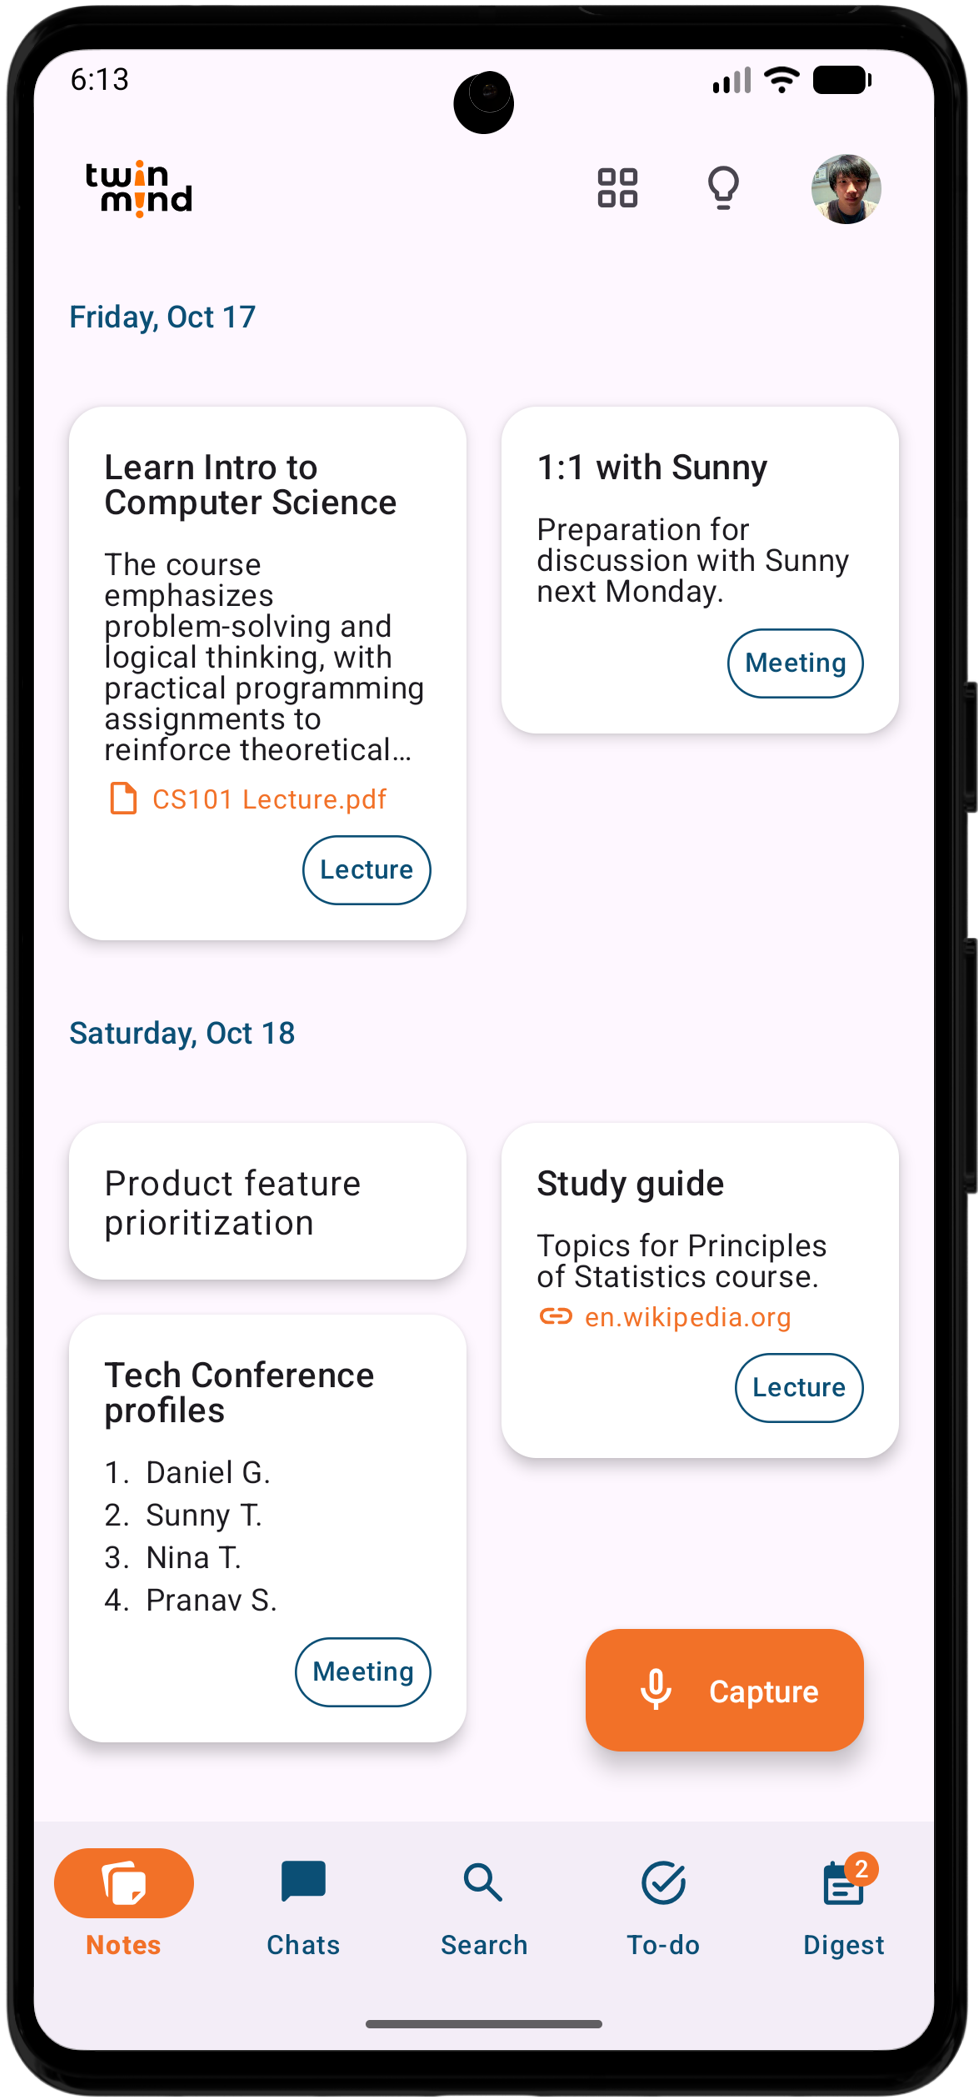 6:13
twin
mind
Friday, Oct 17
Learn Intro to
Computer Science
The course
emphasizes
problem-solving and
logical thinking, with
practical programming
assignments to
reinforce theoretical...
CS101 Lecture.pdf
Lecture
1:1 with Sunny
Preparation for
discussion with Sunny
next Monday.
Meeting
Saturday, Oct 18
Product feature
prioritization
Study guide
Topics for Principles
of Statistics course.
en.wikipedia.org
Lecture
Tech Conference
profiles
1. Daniel G.
2. Sunny T.
3. Nina T.
4. Pranav S.
Meeting
Capture
2
Notes
Chats
Search
To-do
Digest